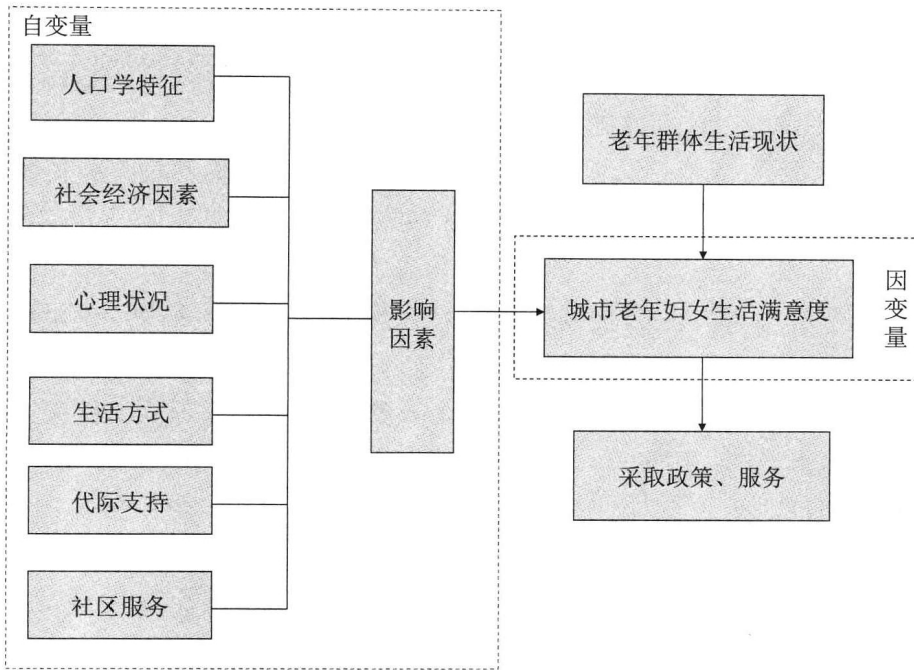 自变量
人口学特征
社会经济因素
心理状况
生活方式
代际支持
社区服务
影响
因素
老年群体生活现状
城市老年妇女生活满意度
因
变
量
采取政策、服务